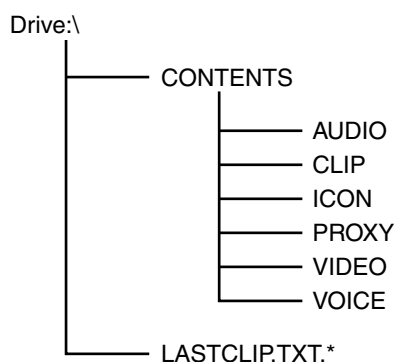 Drive:\
CONTENTS
AUDIO
CLIP
ICON
PROXY
VIDEO
VOICE
LASTCLIP.TXT.*